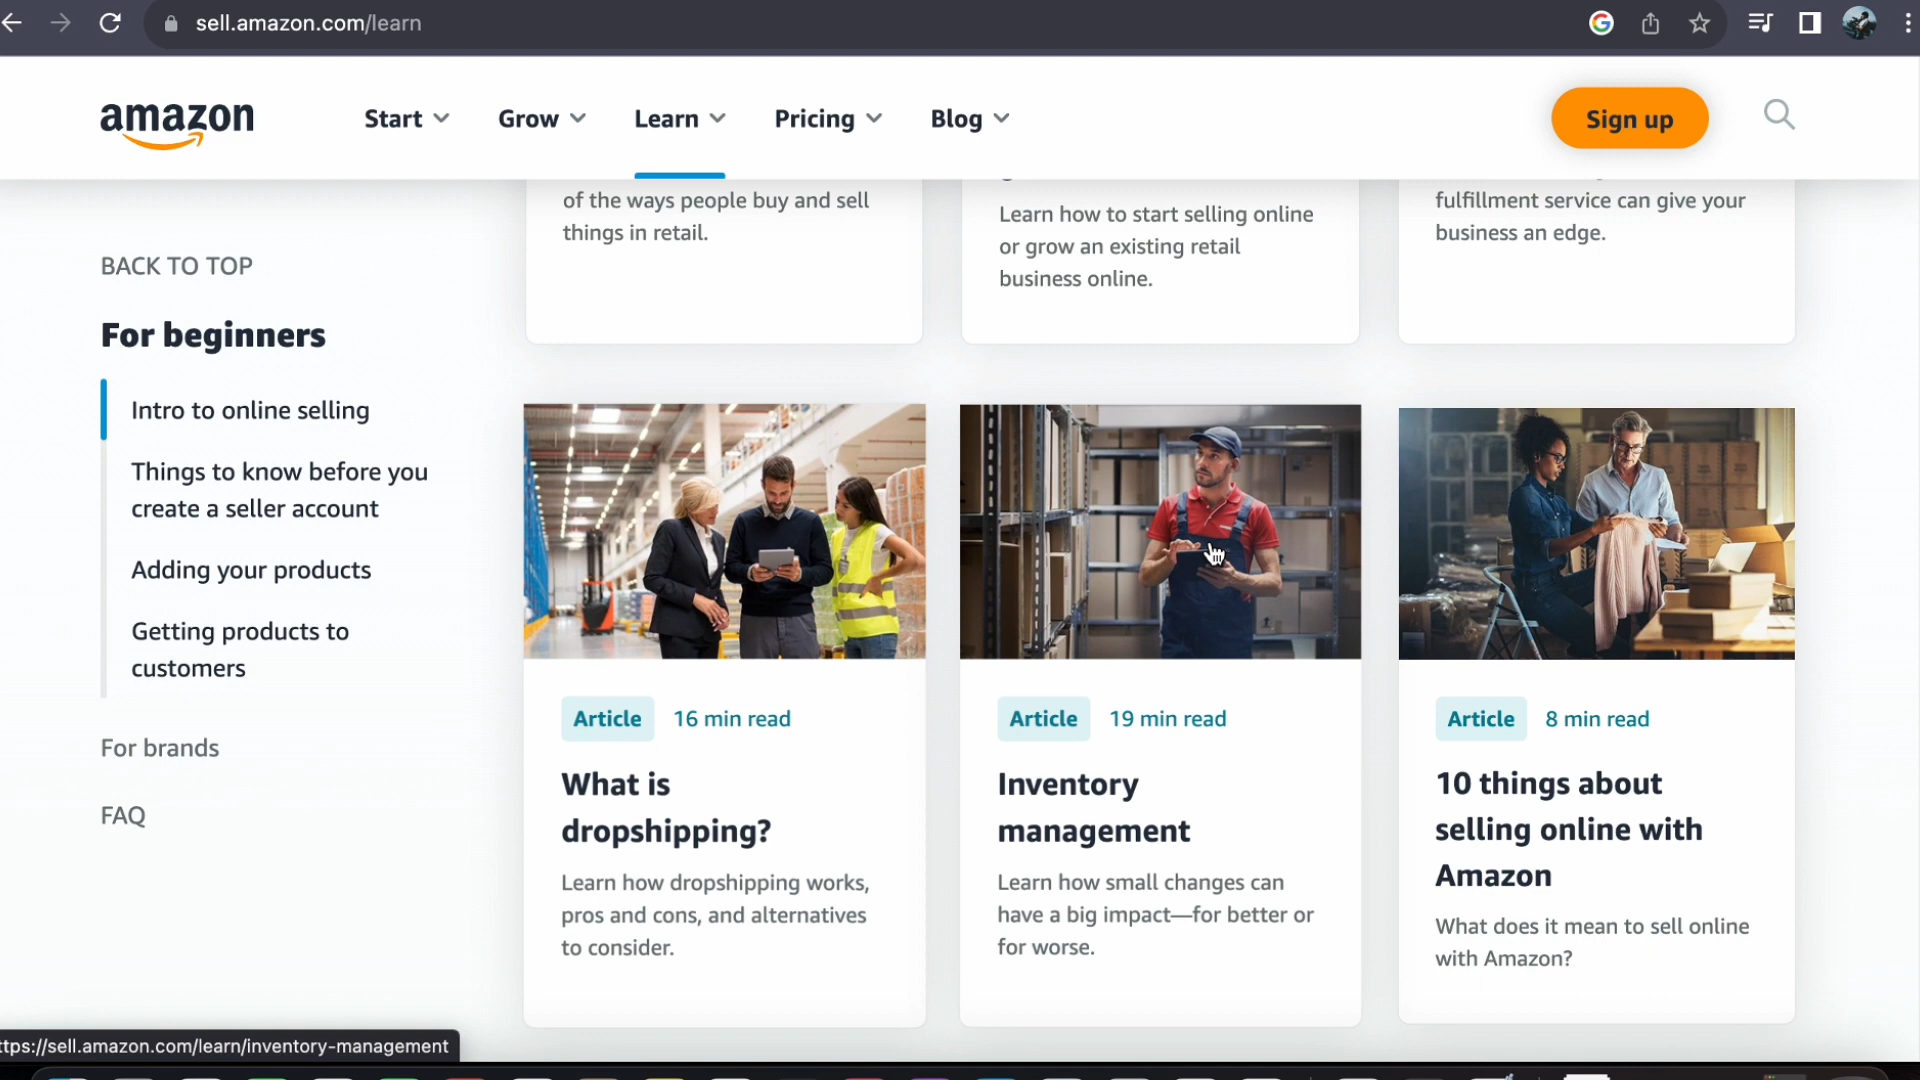 sell.amazon.com/learn
amazon
Start
Grow
Learn
Pricing
Blog
Sign up
of the ways people buy and sell
things in retail.
Learn how to start selling online
or grow an existing retail
business online.
fulfillment service can give your
business an edge.
BACK TO TOP
For beginners
Intro to online selling
Things to know before you
create a seller account
Adding your products
Getting products to
customers
For brands
FAQ
Article 16 min read
What is
dropshipping?
Learn how dropshipping works,
pros and cons, and alternatives
to consider.
Article 19 min read
Inventory
management
Learn how small changes can
have a big impact—for better or
for worse.
Article 8 min read
10 things about
selling online with
Amazon
What does it mean to sell online
with Amazon?
ttps://sell.amazon.com/learn/inventory-management